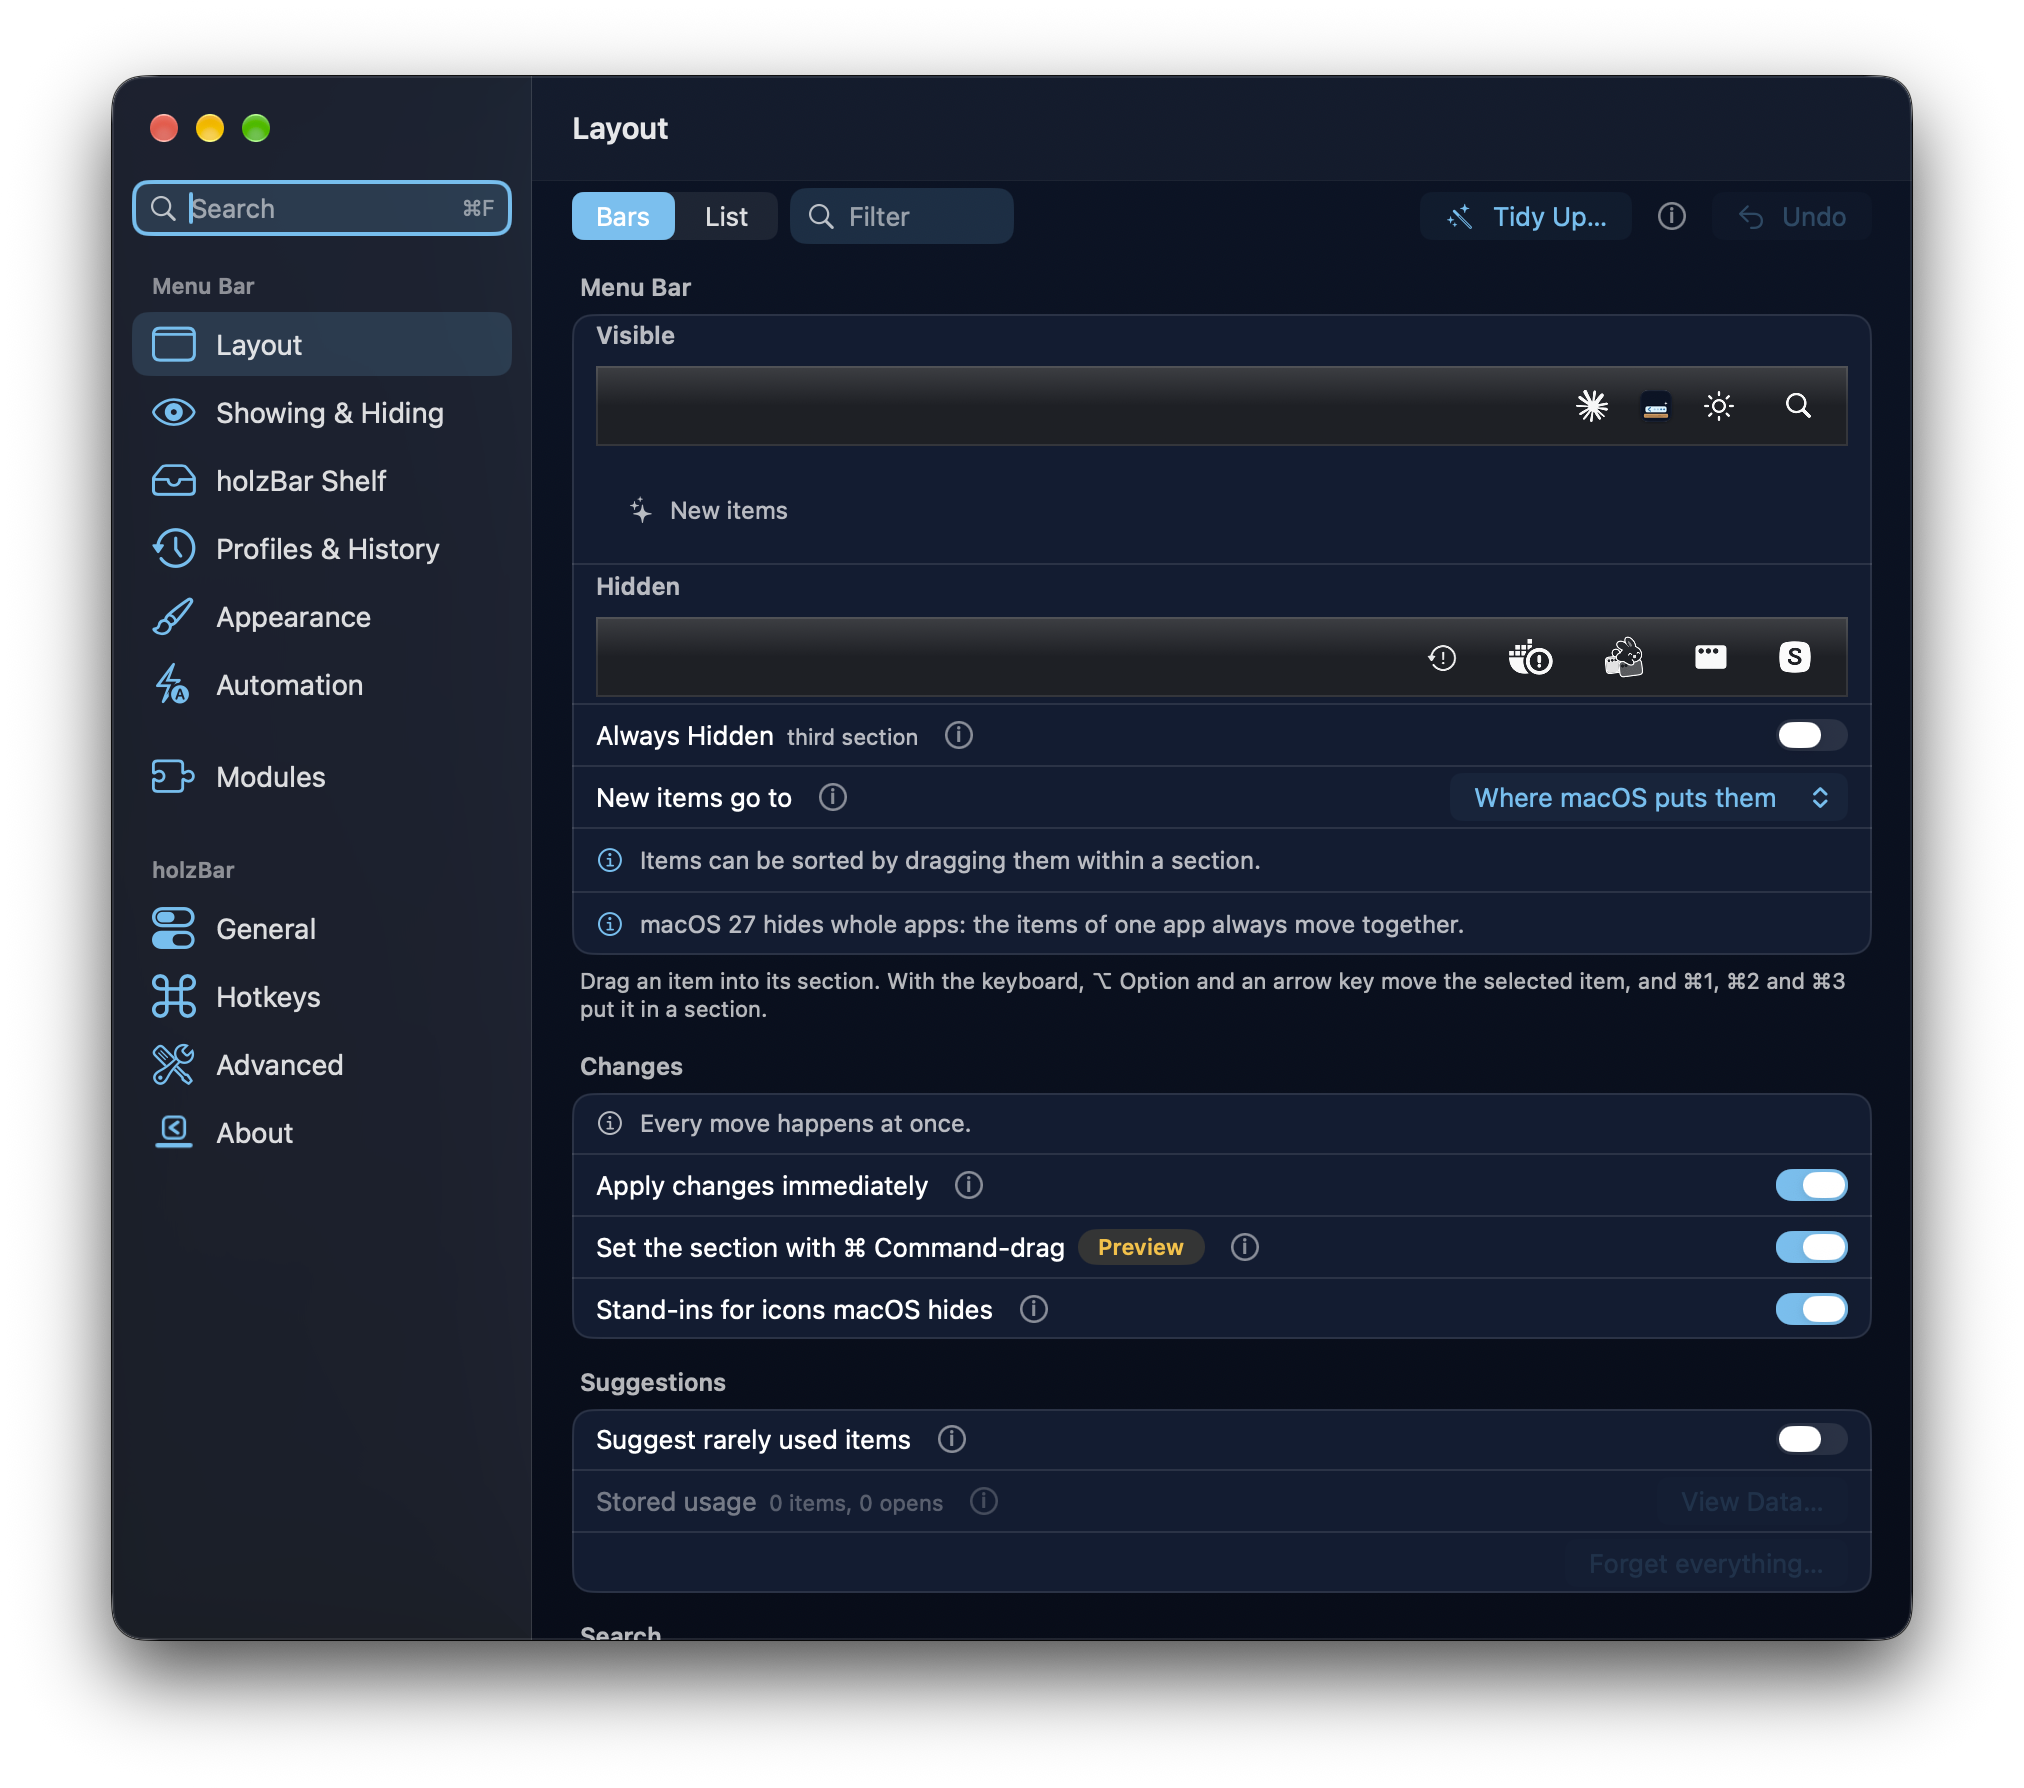 Layout
Search ⌘F
Bars List Filter Tidy Up... Undo
Menu Bar
Layout
Showing & Hiding
holzBar Shelf
Profiles & History
Appearance
Automation
Modules
holzBar
General
Hotkeys
Advanced
About
Menu Bar
Visible
New items
Hidden
S
Always Hidden third section
New items go to Where macOS puts them
Items can be sorted by dragging them within a section.
macOS 27 hides whole apps: the items of one app always move together.
Drag an item into its section. With the keyboard, ⌥ Option and an arrow key move the selected item, and ⌘1, ⌘2 and ⌘3
put it in a section.
Changes
Every move happens at once.
Apply changes immediately
Set the section with ⌘ Command-drag Preview
Stand-ins for icons macOS hides
Suggestions
Suggest rarely used items
Stored usage 0 items, 0 opens View Data...
Forget everything...
Search